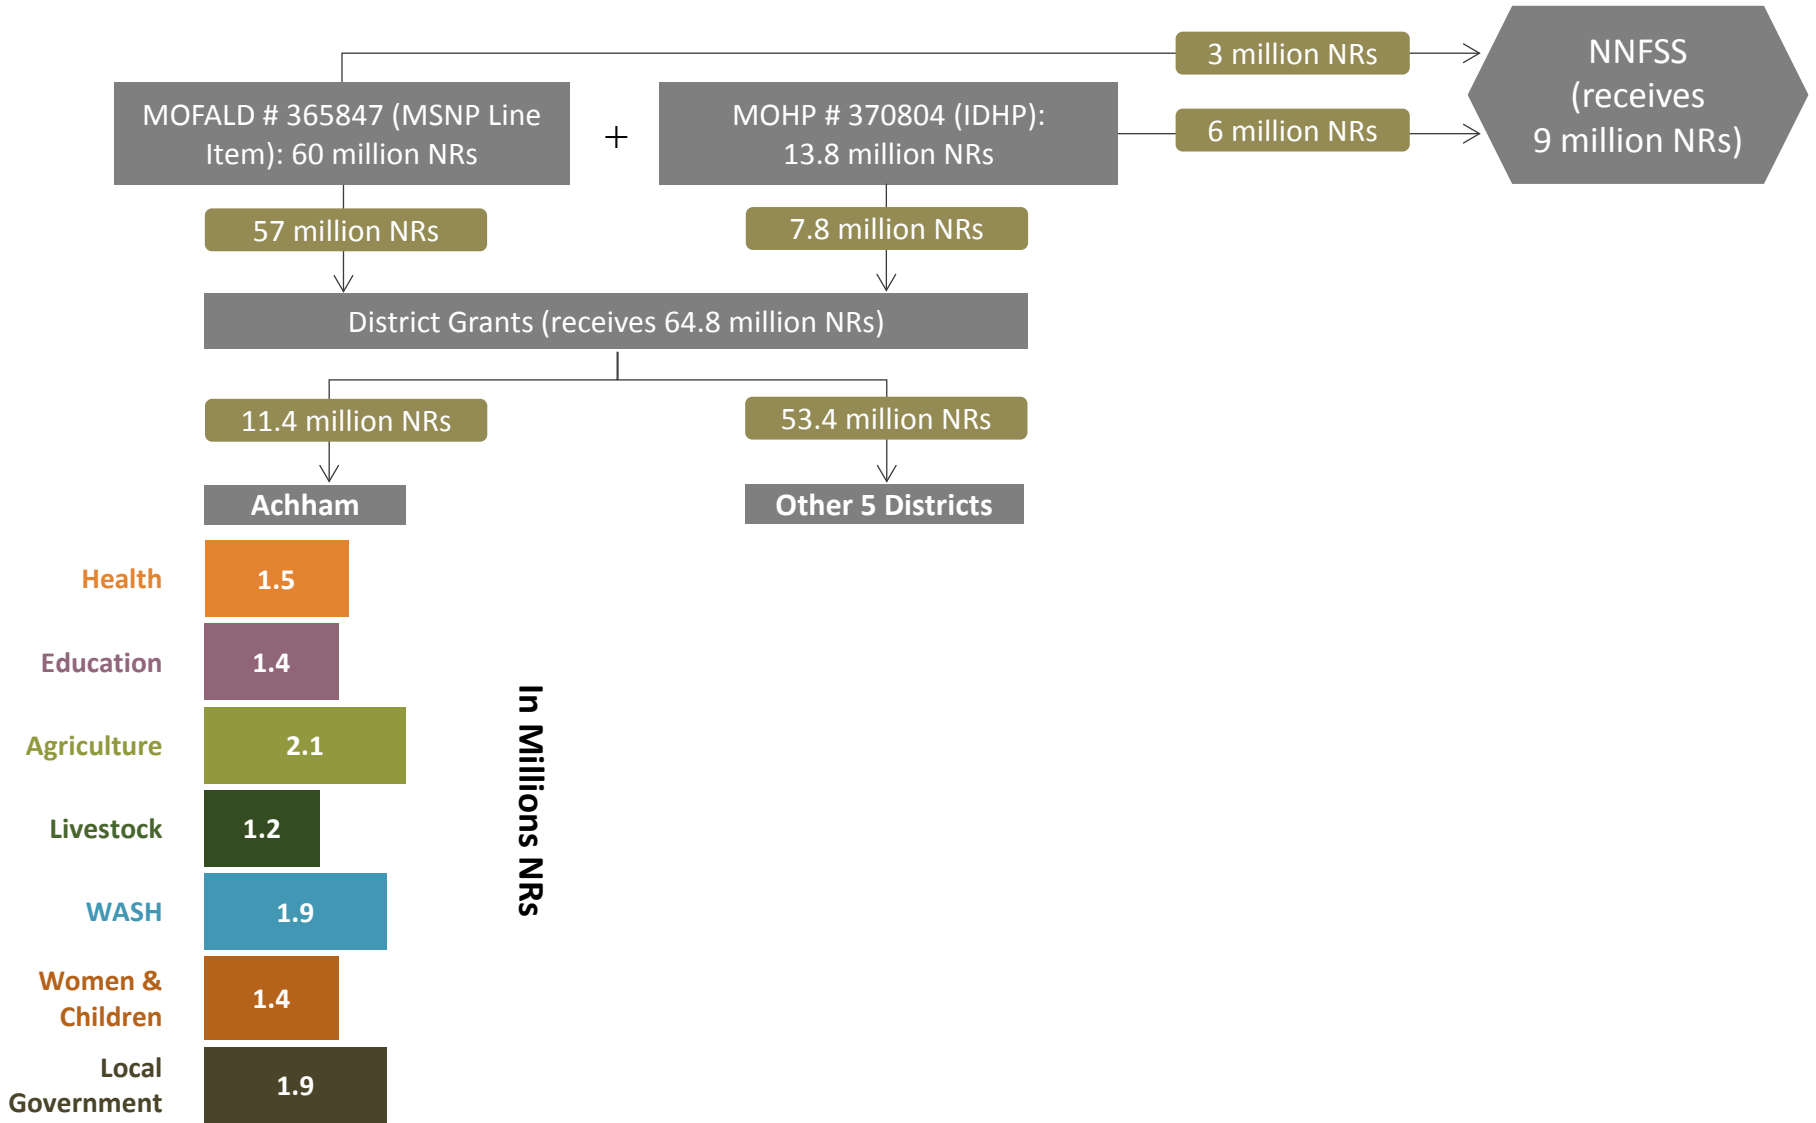 3 million NRs
NNFSS
(receives
9 million NRs)
MOFALD # 365847 (MSNP Line
Item): 60 million NRs
+
MOHP # 370804 (IDHP):
13.8 million NRs
6 million NRs
57 million NRs
7.8 million NRs
District Grants (receives 64.8 million NRs)
11.4 million NRs
53.4 million NRs
Achham
Other 5 Districts
Health
1.5
Education
1.4
Agriculture
2.1
Livestock
1.2
WASH
1.9
Women &
Children
1.4
Local
Government
1.9
In Millions NRs